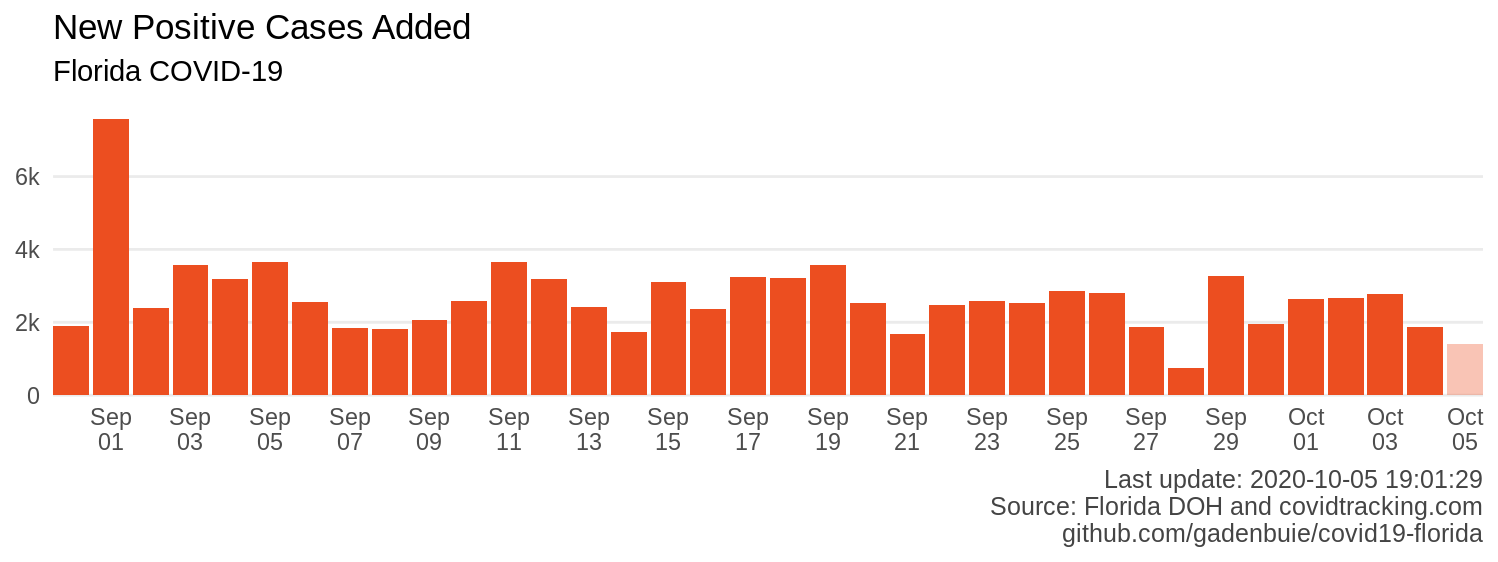 New Positive Cases Added
Florida COVID-19
6k
4k
2k
0
Sep Sep Sep Sep Sep Sep Sep Sep Sep Sep Sep Sep Sep Sep Sep Oct Oct Oct
01 03 05 07 09 11 13 15 17 19 21 23 25 27 29 01 03 05
Last update: 2020-10-05 19:01:29
Source: Florida DOH and covidtracking.com
github.com/gadenbuie/covid19-florida